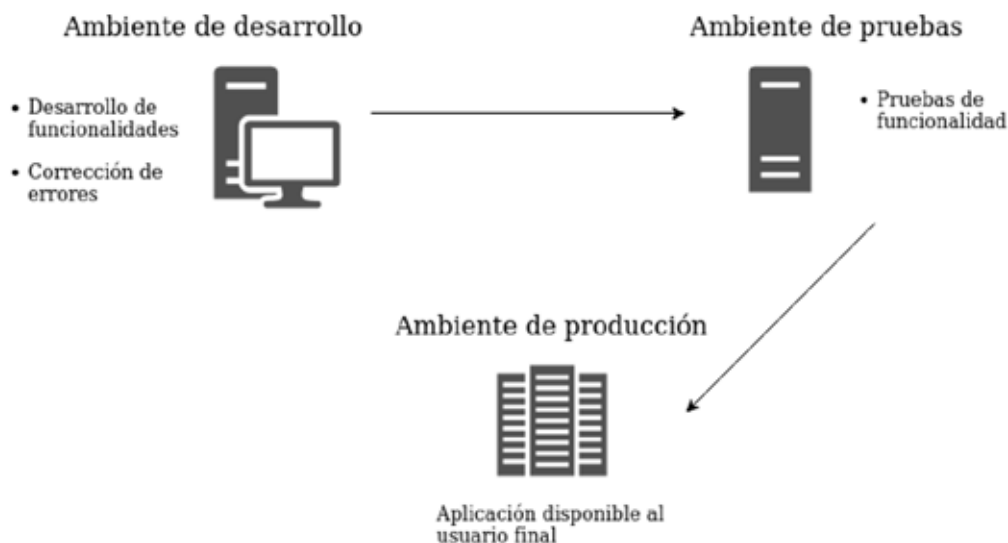 Ambiente de desarrollo
• Desarrollo de
funcionalidades
• Corrección de
errores
Ambiente de pruebas
• Pruebas de
funcionalidad
Ambiente de producción
Aplicación disponible al
usuario final